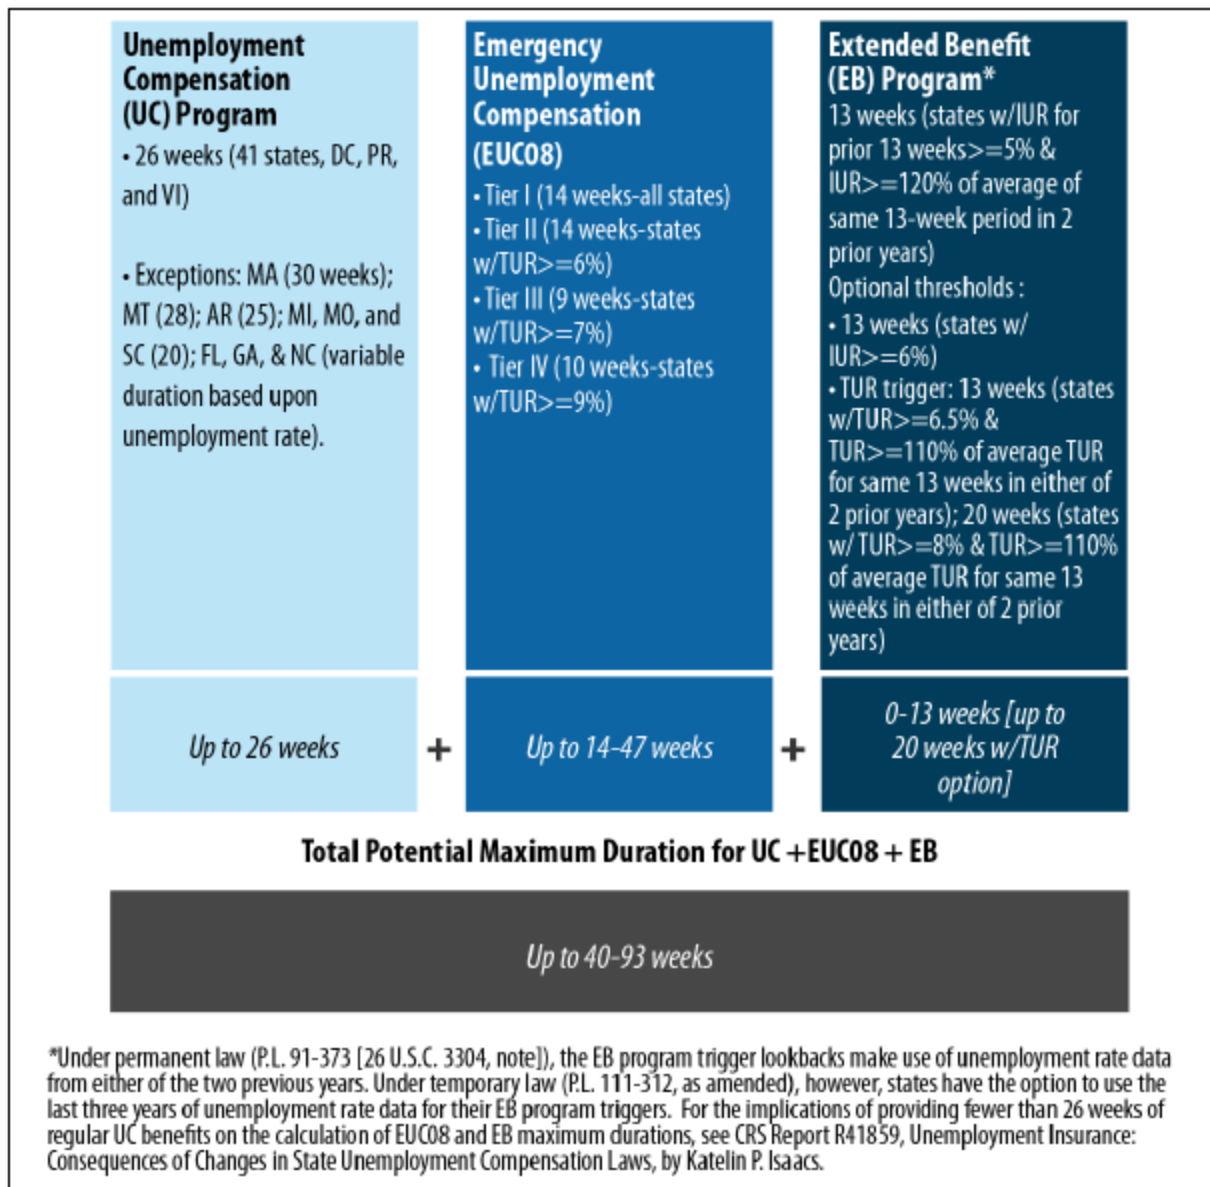 Unemployment
Compensation
(UC) Program
• 26 weeks (41 states, DC, PR,
and VI)
• Exceptions: MA (30 weeks);
MT (28); AR (25); MI, MO, and
SC (20); FL, GA, & NC (variable
duration based upon
unemployment rate).
Emergency
Unemployment
Compensation
(EUC08)
• Tier I (14 weeks-all states)
• Tier II (14 weeks-states
w/TUR>=6%)
• Tier III (9 weeks-states
w/TUR>=7%)
• Tier IV (10 weeks-states
w/TUR>=9%)
Extended Benefit
(EB) Program*
13 weeks (states w/IUR for
prior 13 weeks>=5% &
IUR>=120% of average of
same 13-week period in 2
prior years)
Optional thresholds :
• 13 weeks (states w/
IUR>=6%)
• TUR trigger: 13 weeks (states
w/TUR>=6.5% &
TUR>=110% of average TUR
for same 13 weeks in either of
2 prior years); 20 weeks (states
w/ TUR>=8% & TUR>=110%
of average TUR for same 13
weeks in either of 2 prior
years)
Up to 26 weeks
+
Up to 14-47 weeks
+
0-13 weeks [up to
20 weeks w/TUR
option]
Total Potential Maximum Duration for UC +EUC08 + EB
Up to 40-93 weeks
*Under permanent law (P.L. 91-373 [26 U.S.C. 3304, note]), the EB program trigger lookbacks make use of unemployment rate data
from either of the two previous years. Under temporary law (P.L. 111-312, as amended), however, states have the option to use the
last three years of unemployment rate data for their EB program triggers. For the implications of providing fewer than 26 weeks of
regular UC benefits on the calculation of EUC08 and EB maximum durations, see CRS Report R41859, Unemployment Insurance:
Consequences of Changes in State Unemployment Compensation Laws, by Katelin P. Isaacs.